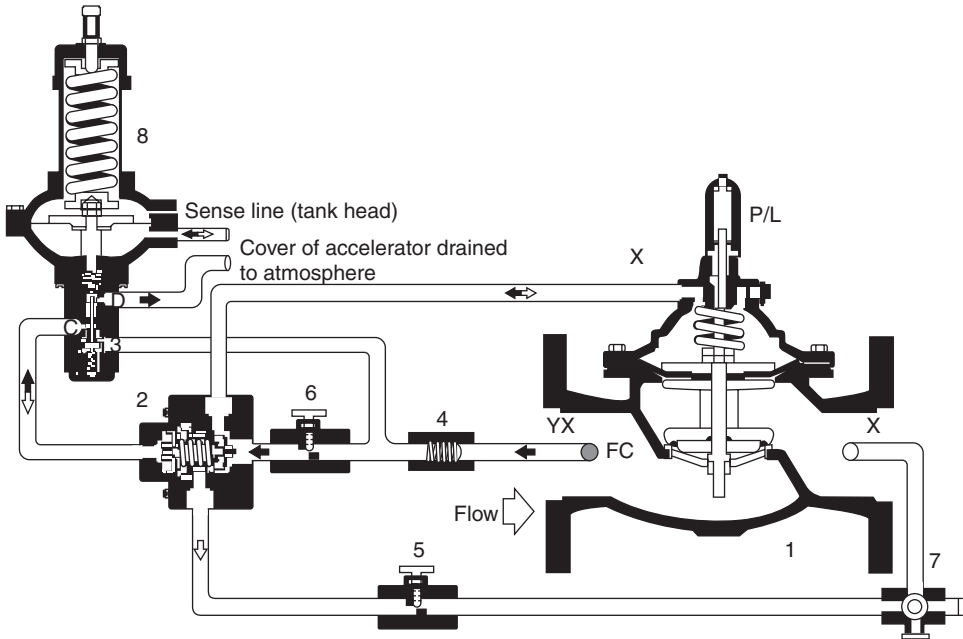 8
Sense line (tank head)
Cover of accelerator drained
to atmosphere
P/L
X
D
C
3
2
6
4
YX
X
FC
Flow
5
1
7